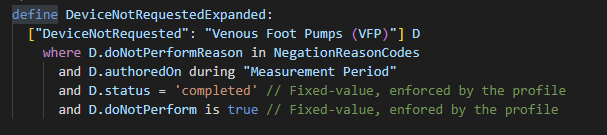 define DeviceNotRequestedExpanded:
["DeviceNotRequested": "Venous Foot Pumps (VFP)"] D
where D.doNotPerformReason in NegationReasonCodes
and D.authoredOn during "Measurement Period"
and D.status = 'completed' // Fixed-value, enforced by the profile
and D.doNotPerform is true // Fixed-value, enfored by the profile